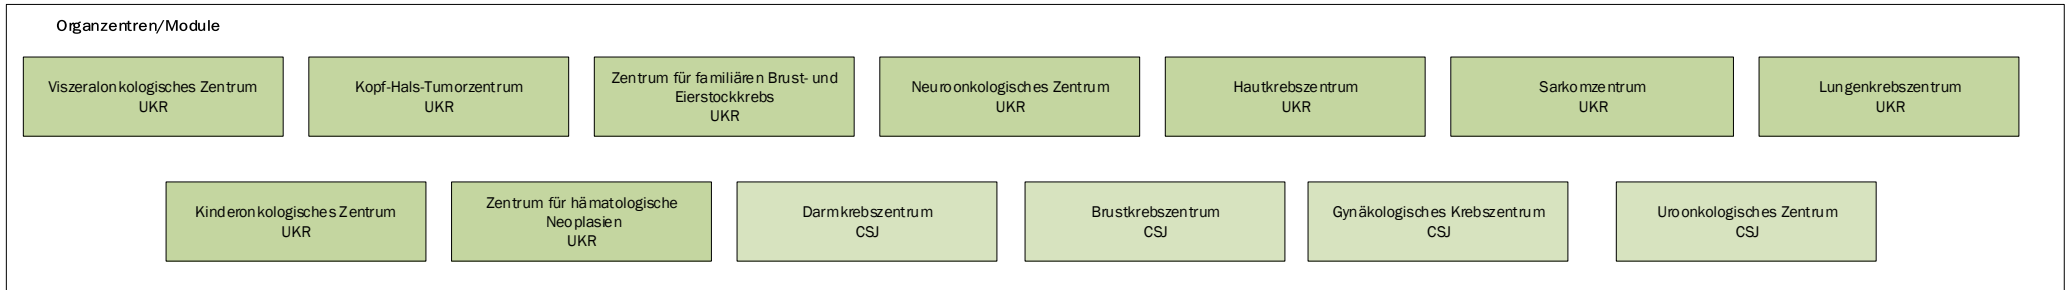 Organzentren/Module
Viszeralonkologisches Zentrum
UKR
Kopf-Hals-Tumorzentrum
UKR
Zentrum für familiären Brust- und
Eierstockkrebs
UKR
Neuroonkologisches Zentrum
UKR
Hautkrebszentrum
UKR
Sarkomzentrum
UKR
Lungenkrebszentrum
UKR
Kinderonkologisches Zentrum
UKR
Zentrum für hämatologische
Neoplasien
UKR
Darmkrebszentrum
CSJ
Brustkrebszentrum
CSJ
Gynäkologisches Krebszentrum
CSJ
Uroonkologisches Zentrum
CSJ